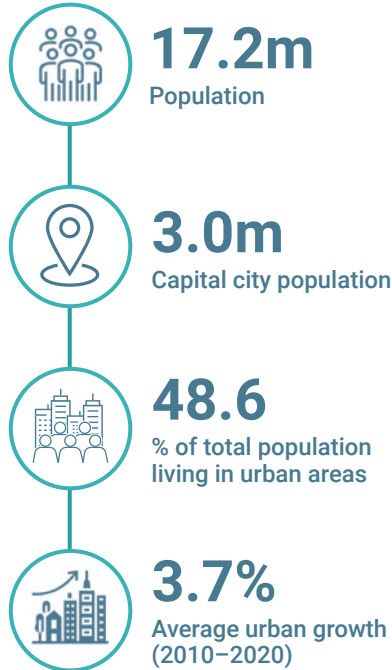 17.2m
Population
3.0m
Capital city population
48.6
% of total population
living in urban areas
3.7%
Average urban growth
(2010–2020)